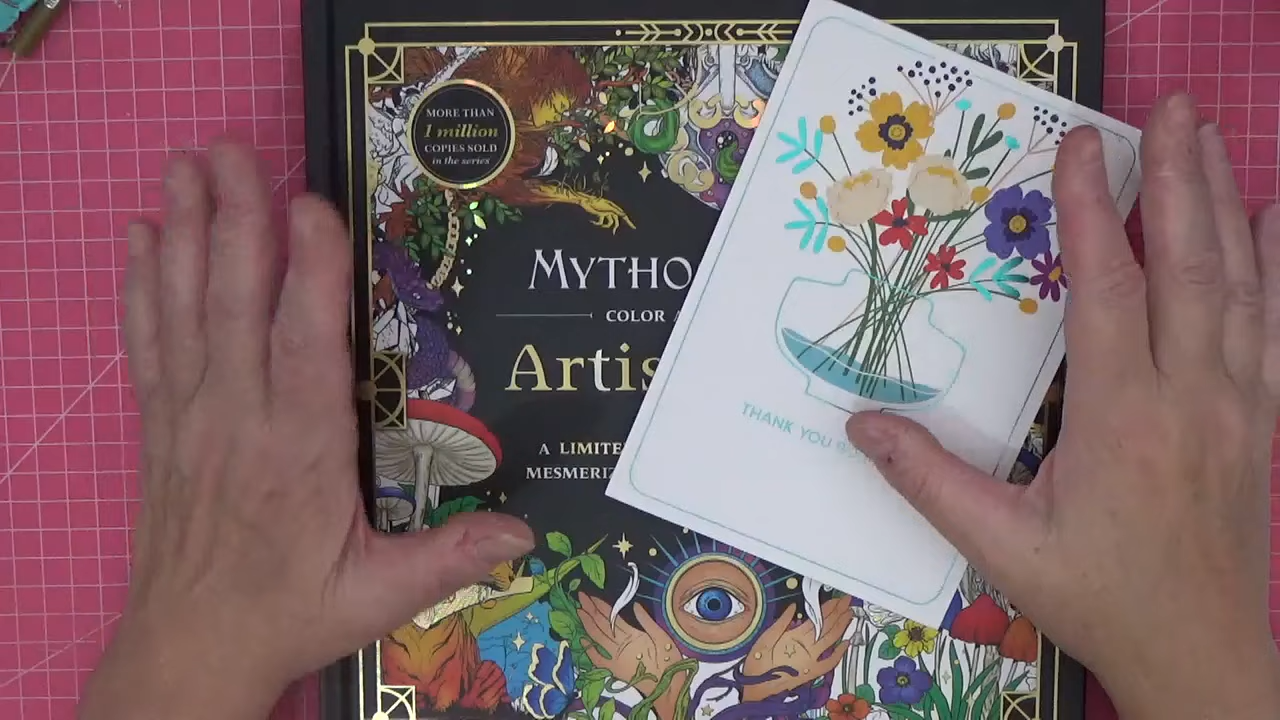 MORE THAN
1 million
COPIES SOLD
in the series
MYTHO
COLOR
Artis
A LIMITE
MESMERIZ
THANK YOU